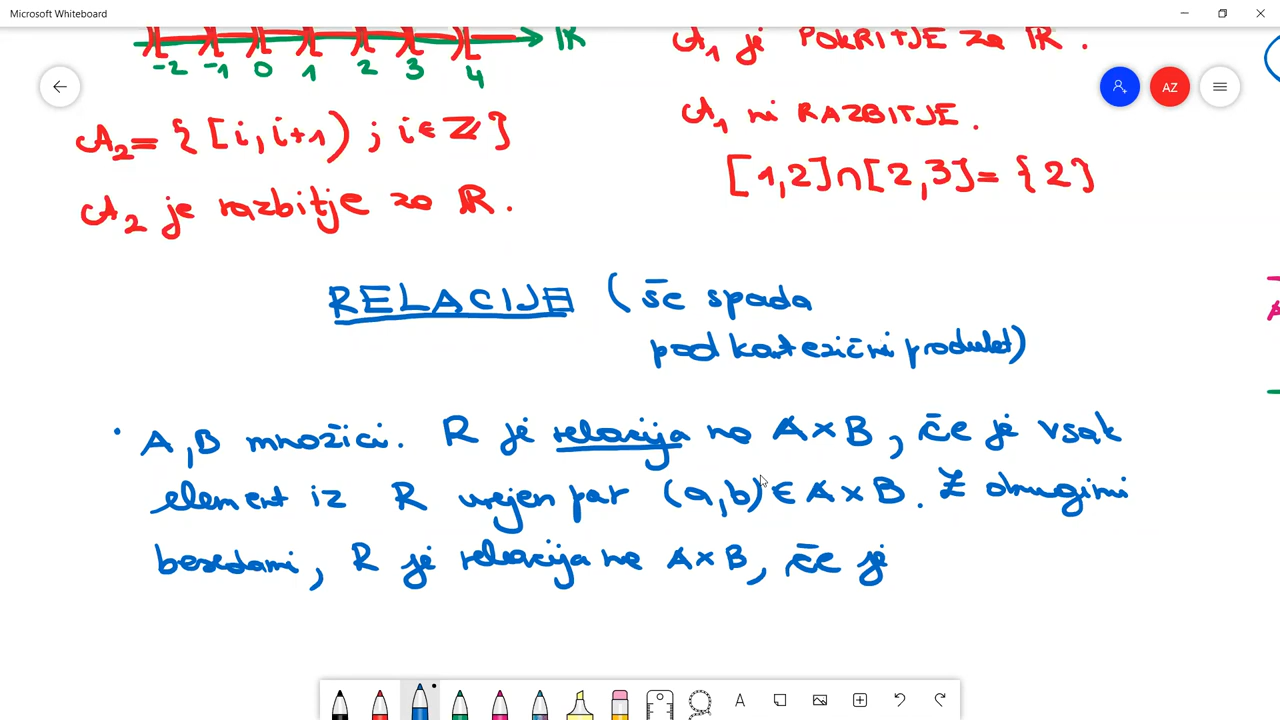 Microsoft Whiteboard
-2 -1 0 1 2 3 4 ℝ
𝒜₁ je POKRITJE za ℝ.
AZ
𝒜₁ ni RAZBITJE.
𝒜₂ = {[i, i+1) ; i ∈ ℤ}
[1,2] ∩ [2,3] = {2}
𝒜₂ je razbitje za ℝ.
RELACIJE (še spada
pod kartezični produkt)
• A, B množici. R je relacija na A×B, če je vsak
element iz R urejen par (a,b) ∈ A×B. Z drugimi
besedami, R je relacija na A×B, če je
A